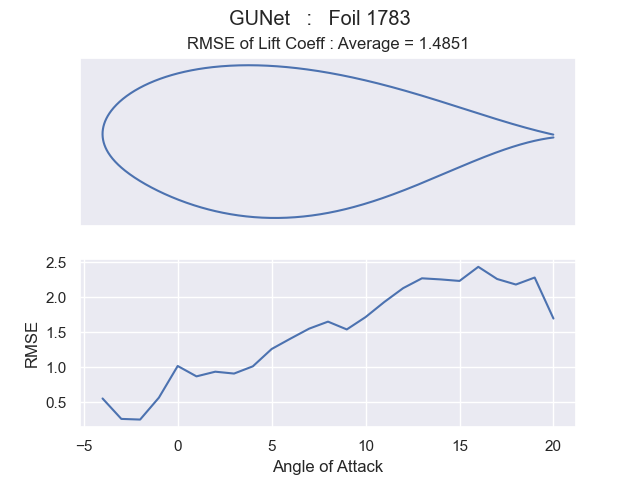 GUNet   :   Foil 1783
RMSE of Lift Coeff : Average = 1.4851
2.5
2.0
1.5
1.0
0.5
RMSE
−5 0 5 10 15 20
Angle of Attack